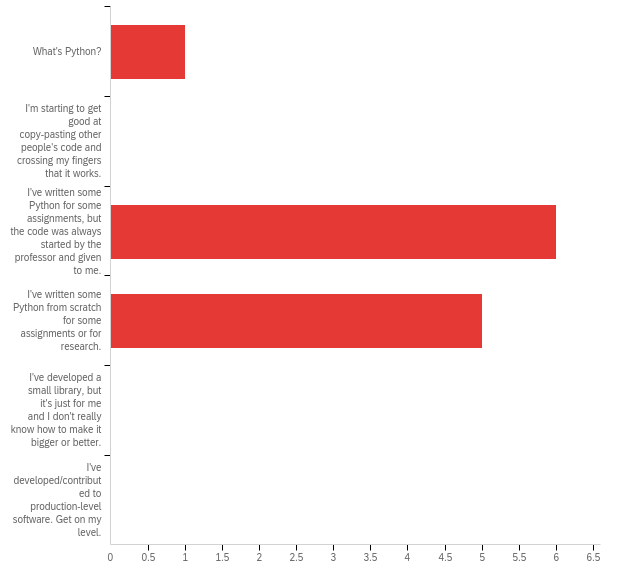 What's Python?
I'm starting to get
good at
copy-pasting other
people's code and
crossing my fingers
that it works.
I've written some
Python for some
assignments, but
the code was always
started by the
professor and given
to me.
I've written some
Python from scratch
for some
assignments or for
research.
I've developed a
small library, but
it's just for me
and I don't really
know how to make it
bigger or better.
I've
developed/contribut
ed to
production-level
software. Get on my
level.
0 0.5 1 1.5 2 2.5 3 3.5 4 4.5 5 5.5 6 6.5